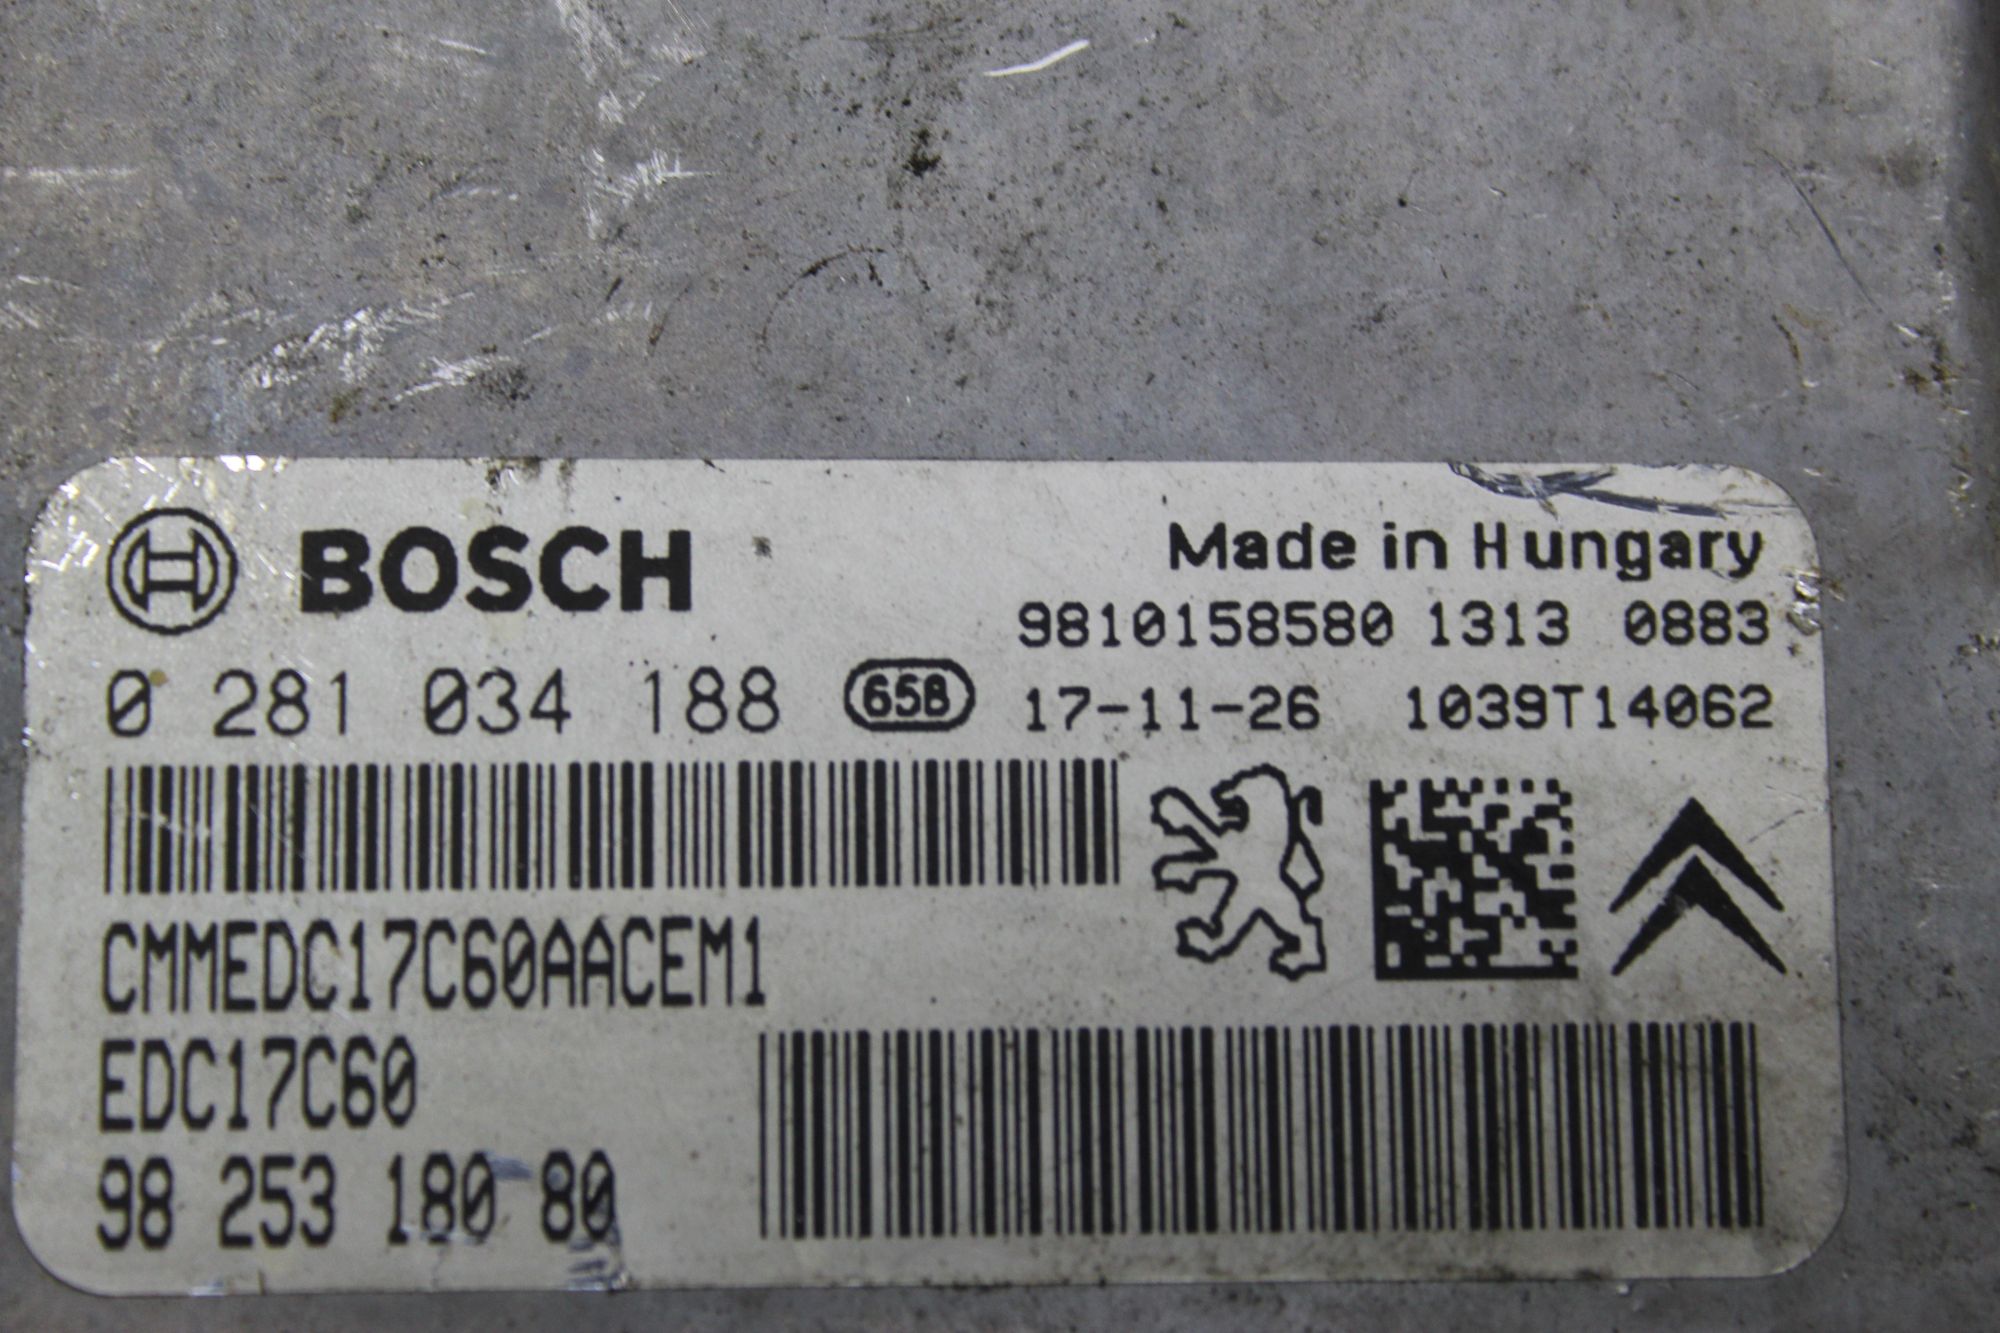 BOSCH
Made in Hungary
9810158580 1313 0883
0 281 034 188 658 17-11-26 1039T14062
CMMEDC17C60AACEM1
EDC17C60
98 253 180 80